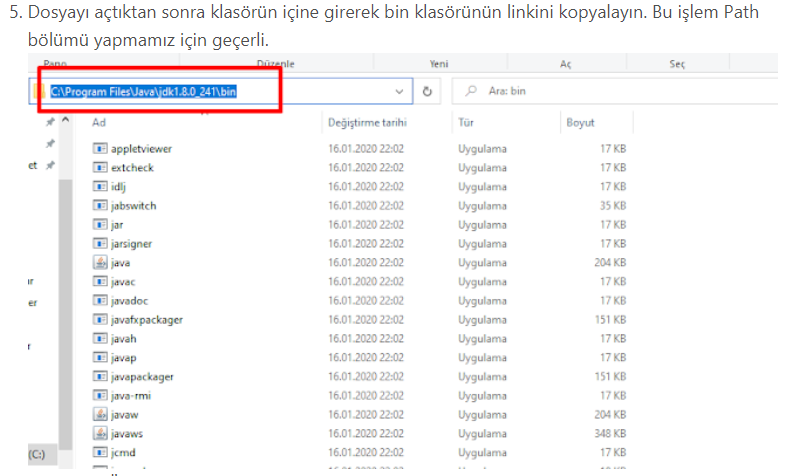 5. Dosyayı açtıktan sonra klasörün içine girerek bin klasörünün linkini kopyalayın. Bu işlem Path
bölümü yapmamız için geçerli.
Pano Düzenle Yeni Aç Seç
C:\Program Files\Java\jdk1.8.0_241\bin Ara: bin
Ad Değiştirme tarihi Tür Boyut
appletviewer 16.01.2020 22:02 Uygulama 17 KB
et extcheck 16.01.2020 22:02 Uygulama 17 KB
idlj 16.01.2020 22:02 Uygulama 17 KB
jabswitch 16.01.2020 22:02 Uygulama 35 KB
jar 16.01.2020 22:02 Uygulama 17 KB
jarsigner 16.01.2020 22:02 Uygulama 17 KB
java 16.01.2020 22:02 Uygulama 204 KB
ır javac 16.01.2020 22:02 Uygulama 17 KB
er javadoc 16.01.2020 22:02 Uygulama 17 KB
javafxpackager 16.01.2020 22:02 Uygulama 151 KB
javah 16.01.2020 22:02 Uygulama 17 KB
r javap 16.01.2020 22:02 Uygulama 17 KB
javapackager 16.01.2020 22:02 Uygulama 151 KB
java-rmi 16.01.2020 22:02 Uygulama 17 KB
javaw 16.01.2020 22:02 Uygulama 204 KB
javaws 16.01.2020 22:02 Uygulama 348 KB
(C:) jcmd 16.01.2020 22:02 Uygulama 17 KB